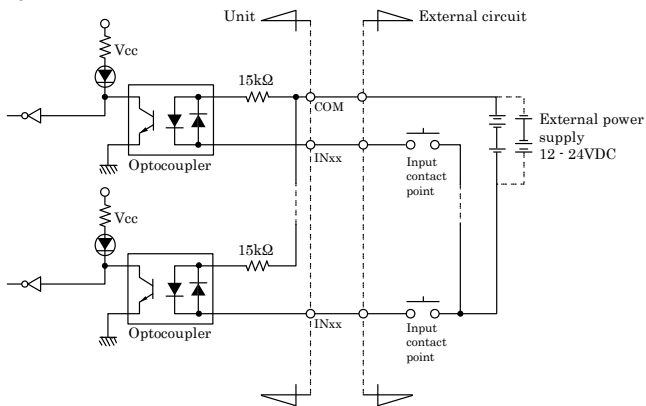 Unit
External circuit
Vcc
15kΩ
COM
External power
supply
12 - 24VDC
INxx
Optocoupler
Input
contact
point
Vcc
15kΩ
INxx
Optocoupler
Input
contact
point